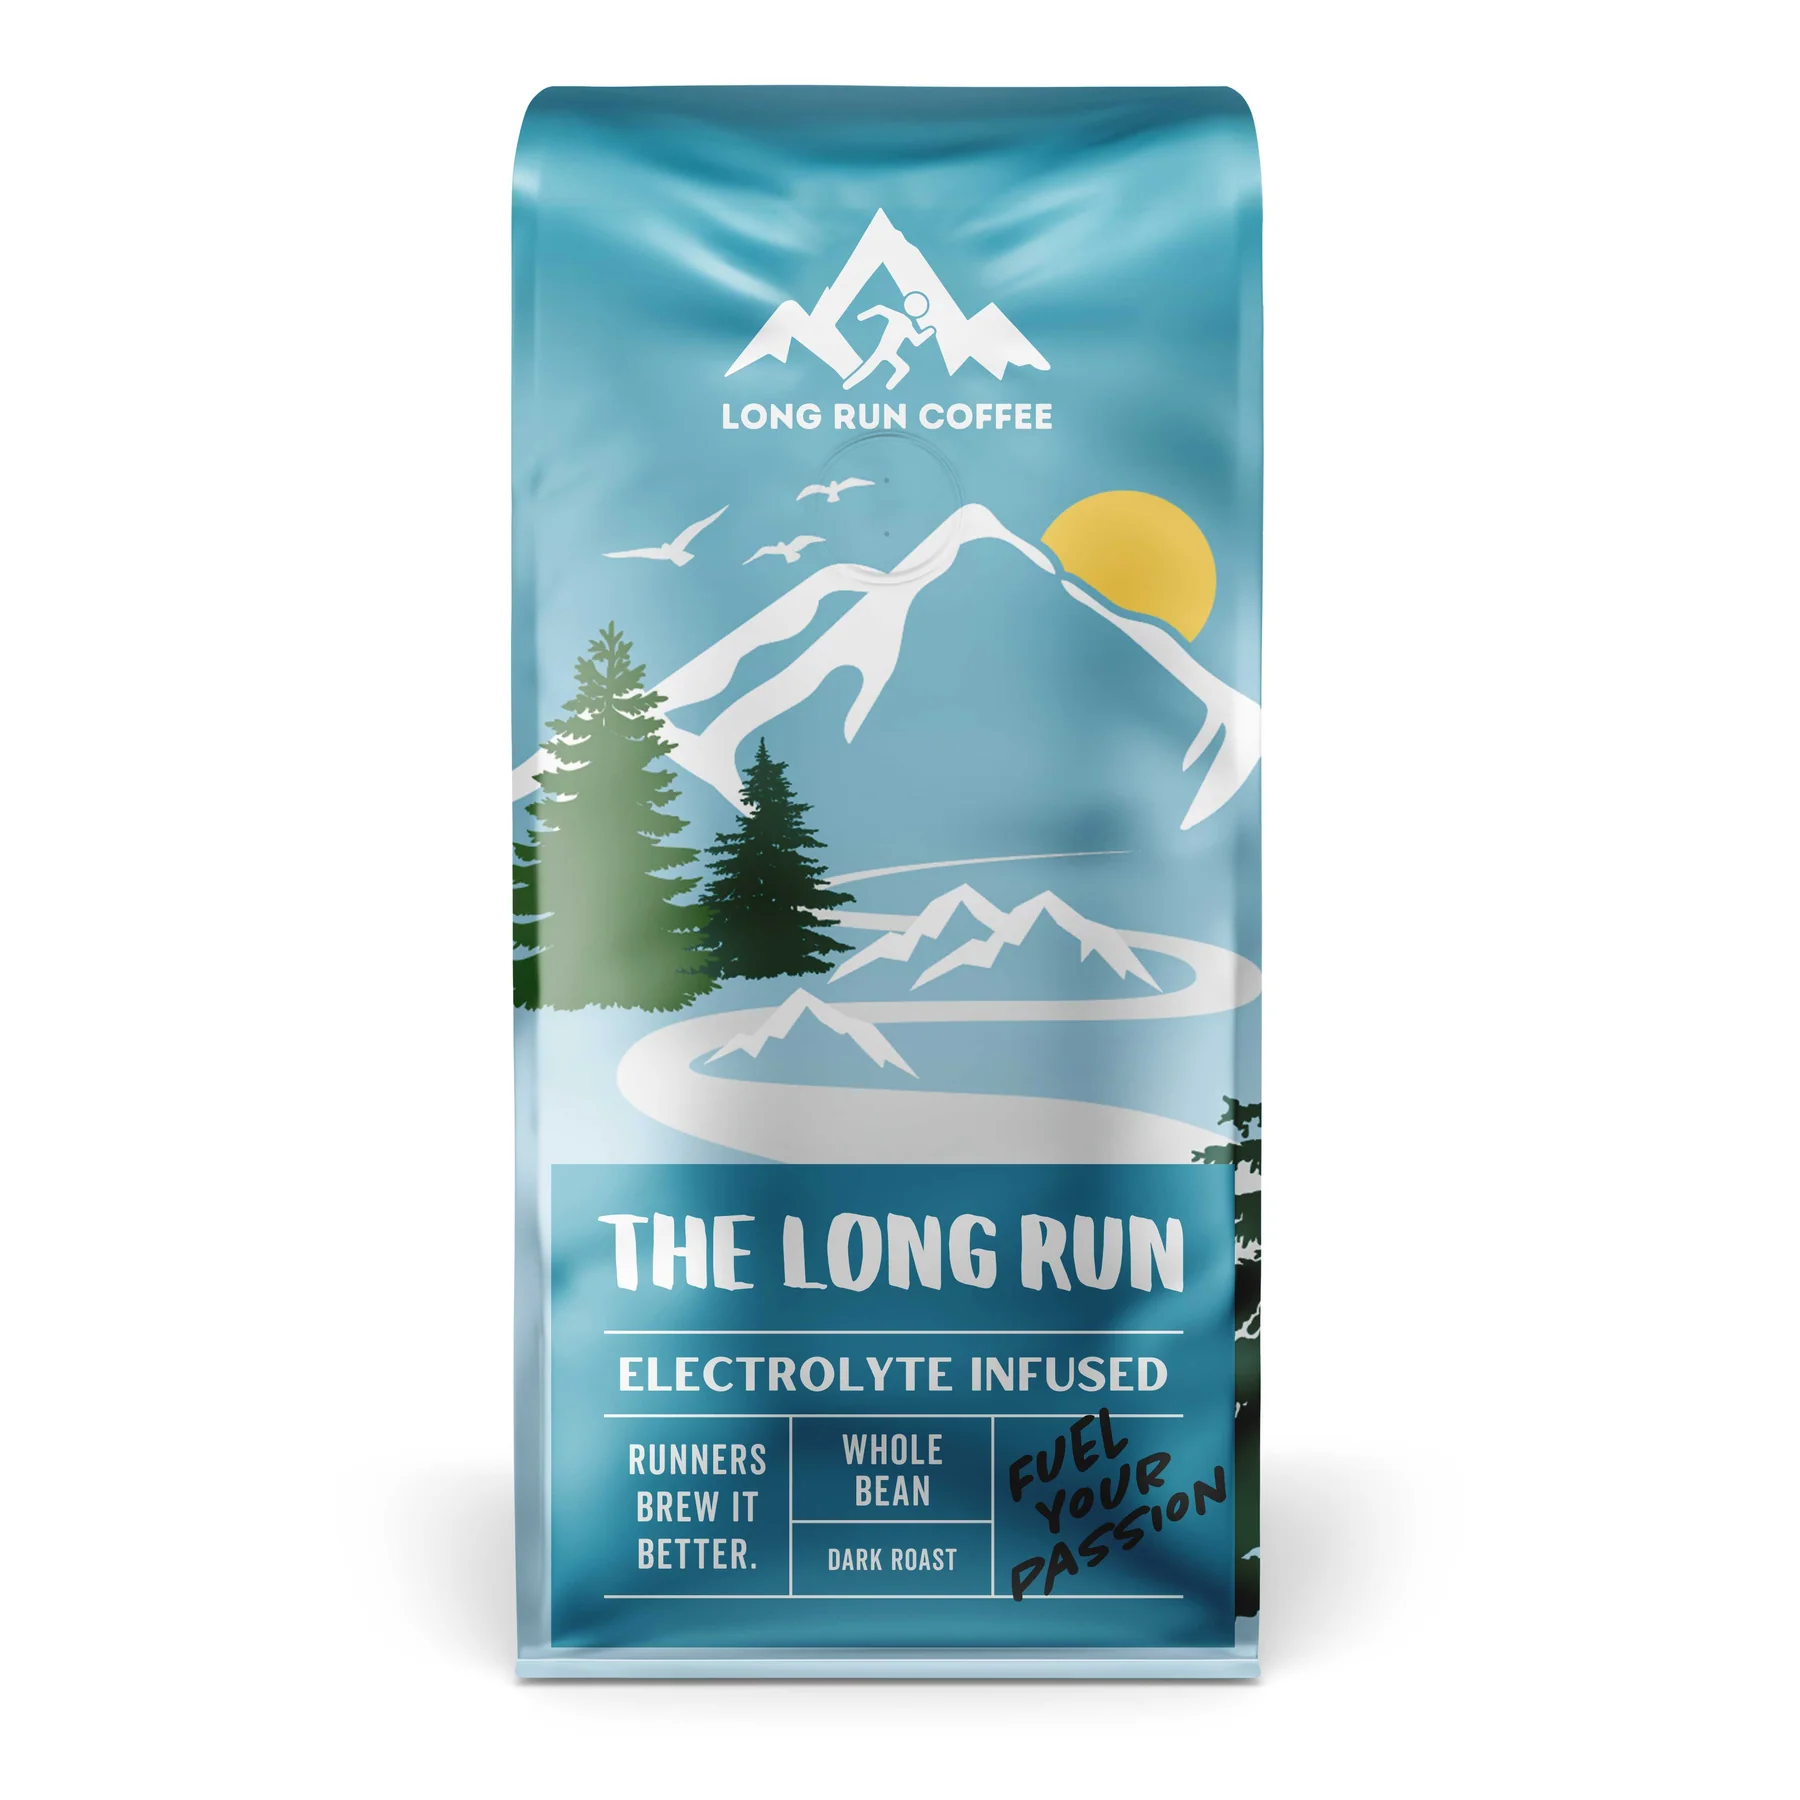 LONG RUN COFFEE
THE LONG RUN
ELECTROLYTE INFUSED
RUNNERS
BREW IT
BETTER.
WHOLE
BEAN
DARK ROAST
FUEL
YOUR
PASSION